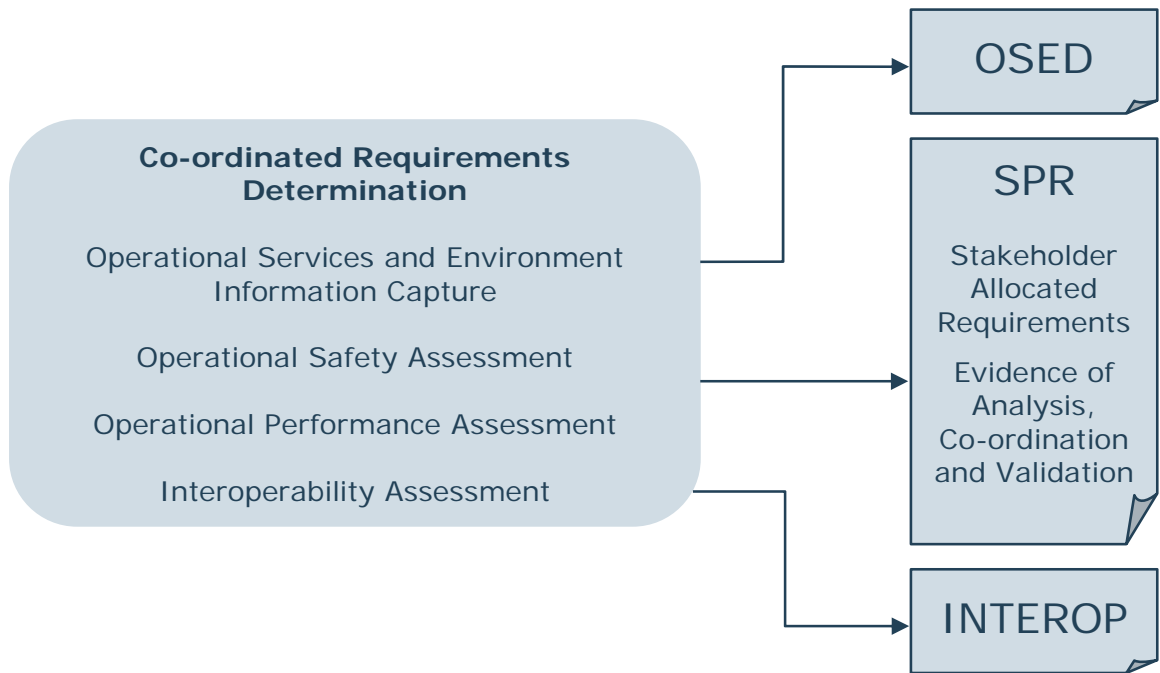 Co-ordinated Requirements
Determination
Operational Services and Environment
Information Capture
Operational Safety Assessment
Operational Performance Assessment
Interoperability Assessment
OSED
SPR
Stakeholder
Allocated
Requirements
Evidence of
Analysis,
Co-ordination
and Validation
INTEROP